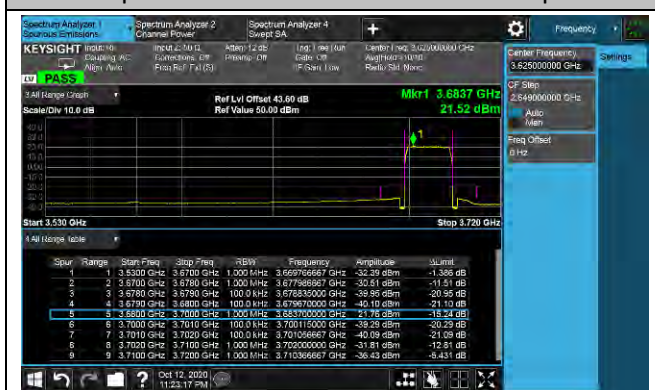 Spectrum Analyzer 1
Spurious Emissions
Spectrum Analyzer 2
Channel Power
Spectrum Analyzer 4
Swept SA
+
Frequency
KEYSIGHT Input: RF
Coupling: AC
Align: Auto
Input Z: 50 Ω
Corrections: Off
Freq Ref: Ext (S)
Atten: 12 dB
Preamp: Off
Trig: Free Run
Gate: Off
IF Gain: Low
Center Freq: 3.625000000 GHz
Avg|Hold: >10/10
Radio Std: None
PASS
Center Frequency
3.625000000 GHz
Settings
CF Step
2.649000000 GHz
Auto
Man
Freq Offset
0 Hz
3 All Range Graph
Scale/Div 10.0 dB
Ref Lvl Offset 43.60 dB
Ref Value 50.00 dBm
Mkr1 3.6837 GHz
21.52 dBm
Start 3.530 GHz
Stop 3.720 GHz
4 All Range Table
Spur Range Start Freq Stop Freq RBW Frequency Amplitude ΔLimit
1 1 3.5300 GHz 3.6700 GHz 1.000 MHz 3.669766667 GHz -32.39 dBm -1.386 dB
2 2 3.6700 GHz 3.6780 GHz 1.000 MHz 3.677986667 GHz -30.51 dBm -11.51 dB
3 3 3.6780 GHz 3.6790 GHz 100.0 kHz 3.678835000 GHz -39.95 dBm -20.95 dB
4 4 3.6790 GHz 3.6800 GHz 100.0 kHz 3.679670000 GHz -40.10 dBm -21.10 dB
5 5 3.6800 GHz 3.7000 GHz 1.000 MHz 3.683700000 GHz 21.76 dBm -15.24 dB
6 6 3.7000 GHz 3.7010 GHz 100.0 kHz 3.700115000 GHz -39.29 dBm -20.29 dB
7 7 3.7010 GHz 3.7020 GHz 100.0 kHz 3.701056667 GHz -40.09 dBm -21.09 dB
8 8 3.7020 GHz 3.7100 GHz 1.000 MHz 3.702000000 GHz -31.81 dBm -12.81 dB
9 9 3.7100 GHz 3.7200 GHz 1.000 MHz 3.710366667 GHz -36.43 dBm -5.431 dB
Oct 12, 2020
11:23:17 PM